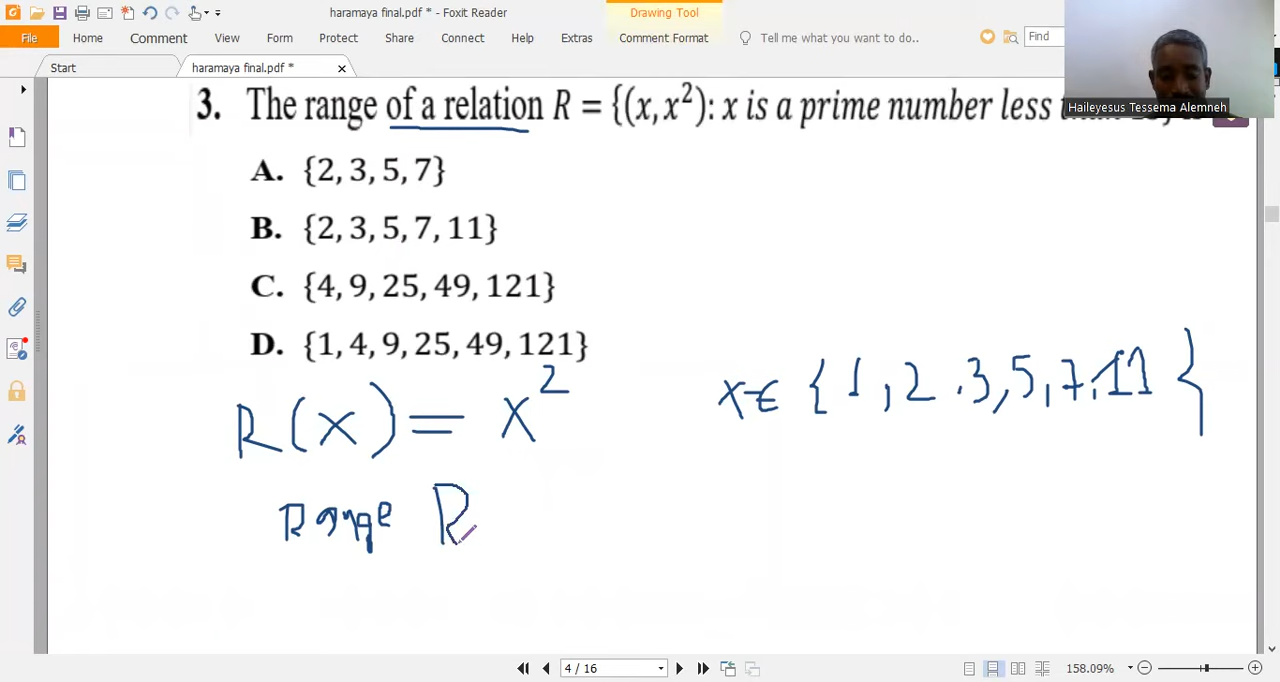 haramaya final.pdf * - Foxit Reader
Drawing Tool
File Home Comment View Form Protect Share Connect Help Extras Comment Format Tell me what you want to do.. Find
Start haramaya final.pdf *
Haileyesus Tessema Alemneh
3. The range of a relation R = {(x, x²): x is a prime number less
A. {2, 3, 5, 7}
B. {2, 3, 5, 7, 11}
C. {4, 9, 25, 49, 121}
D. {1, 4, 9, 25, 49, 121}
R(x) = x²
x∈ {1, 2, 3, 5, 7, 11}
Range R
4 / 16
158.09%